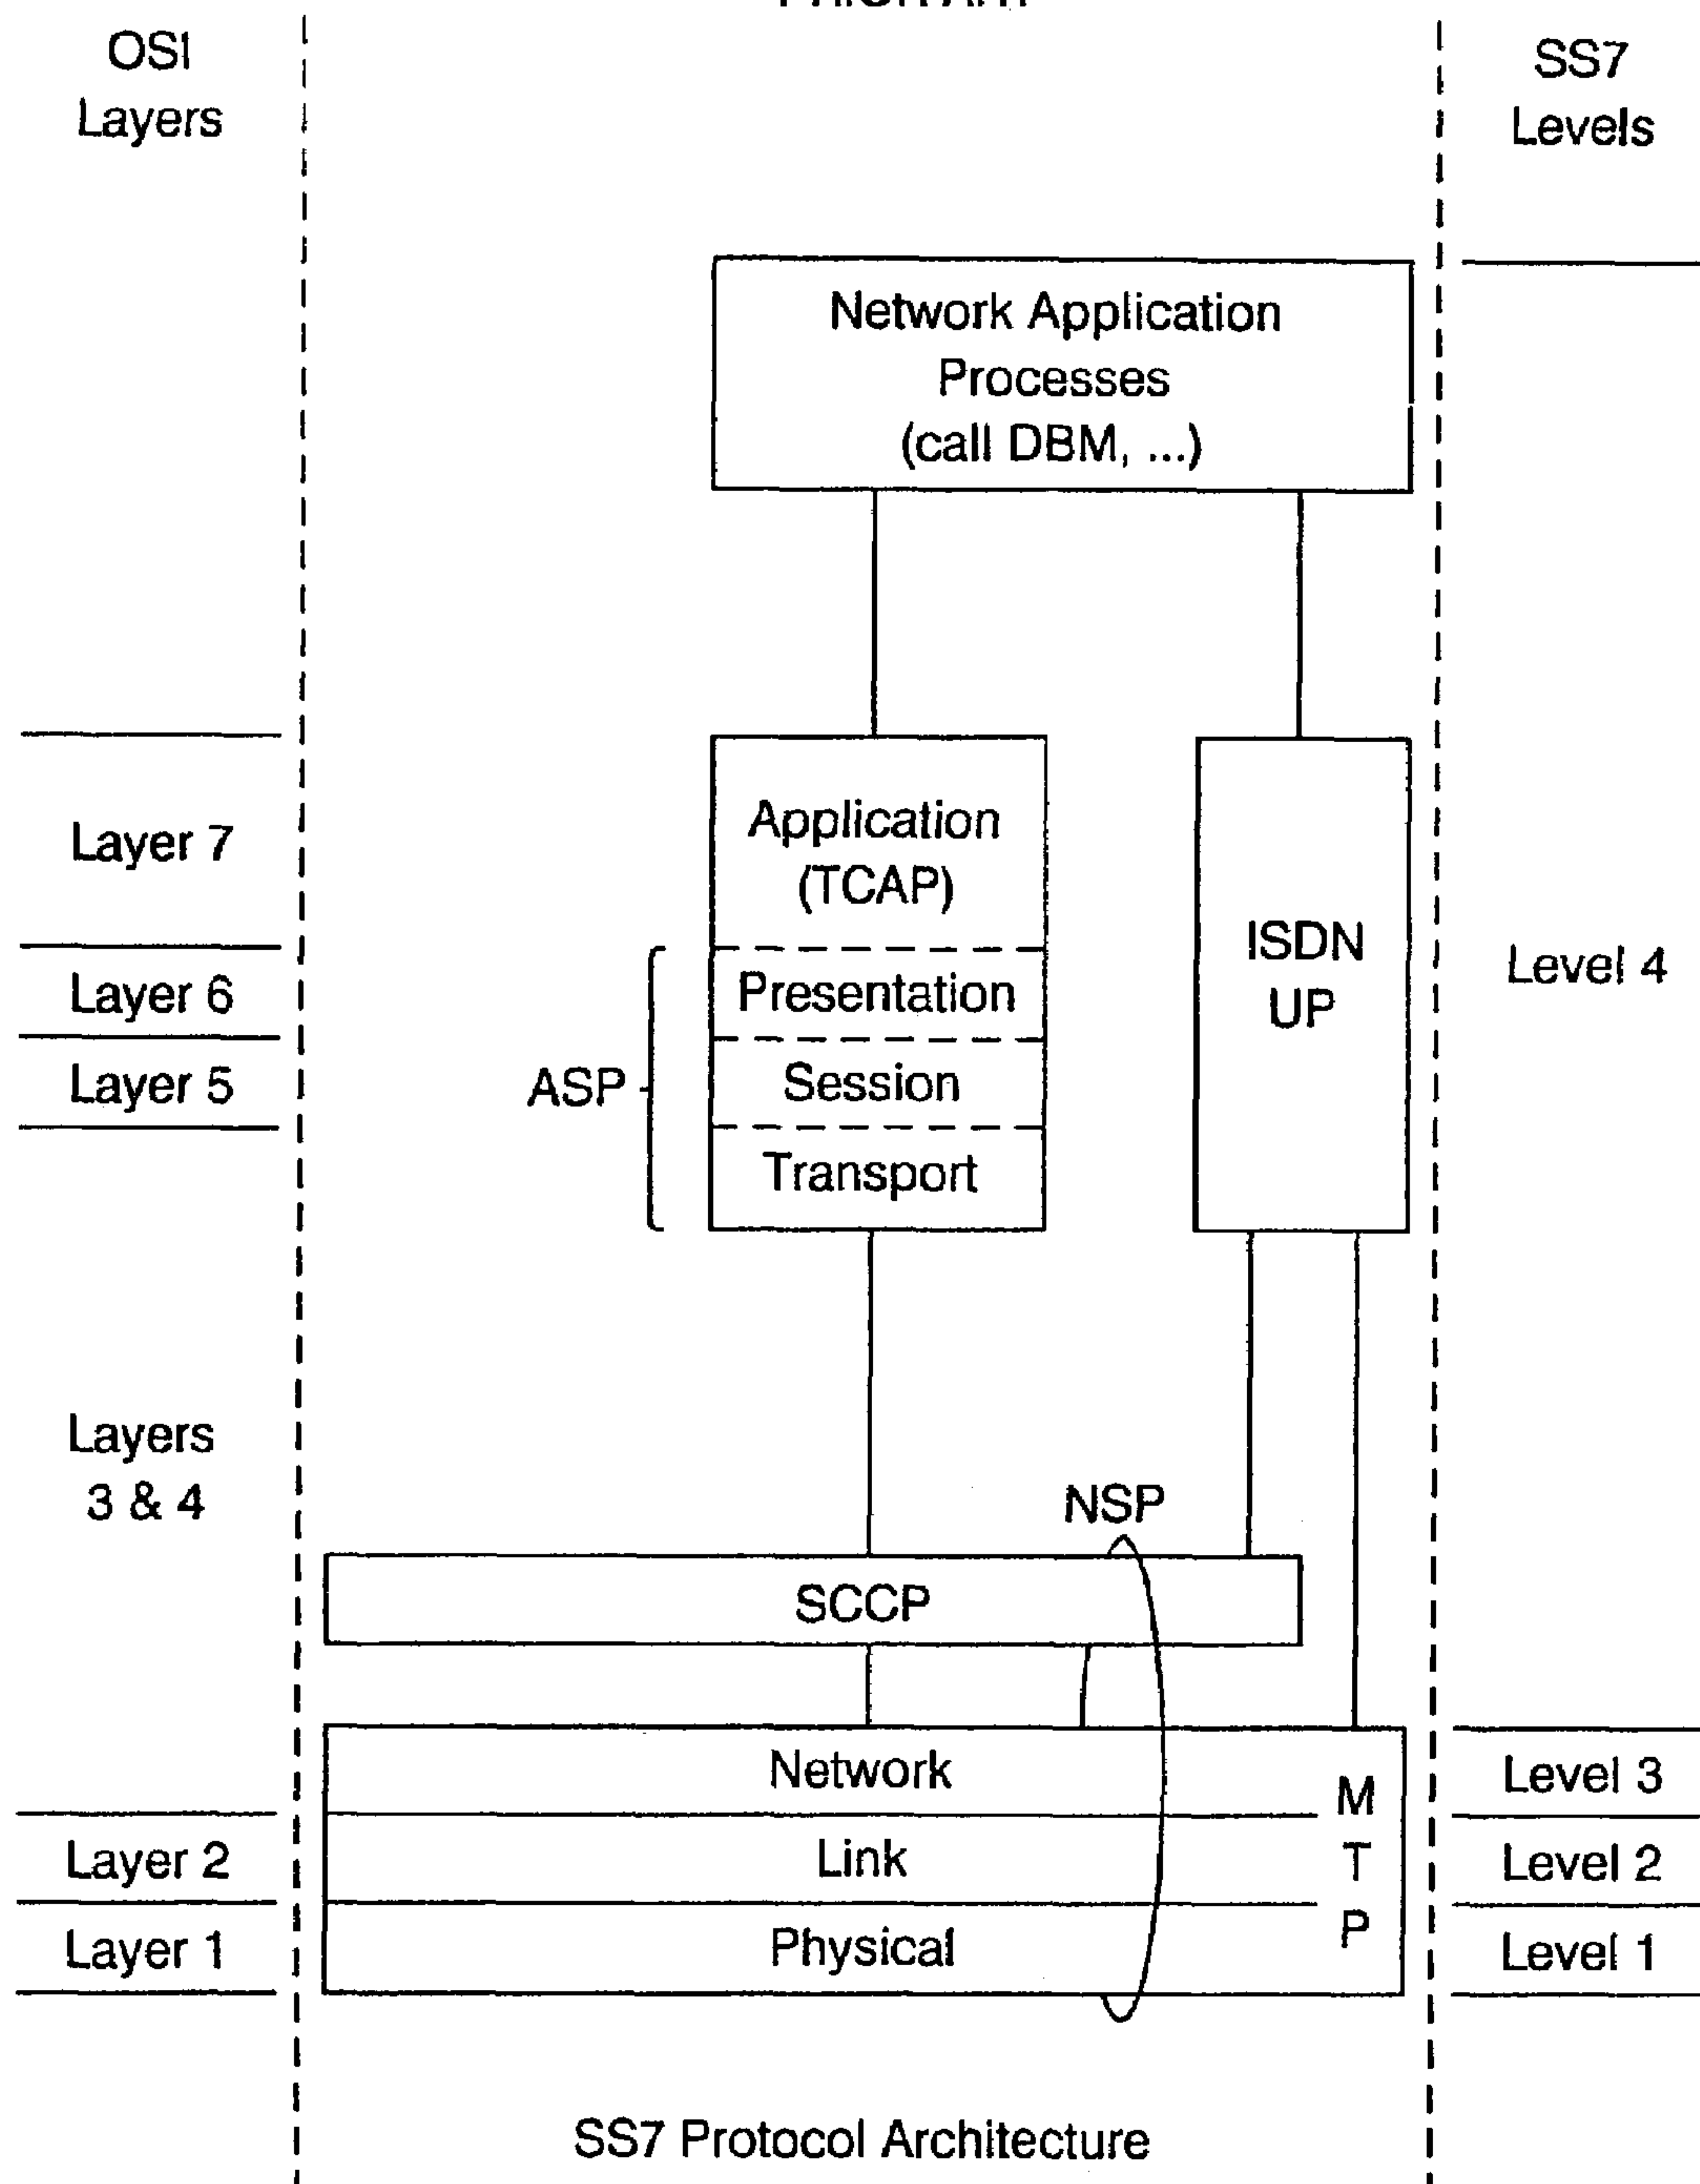 OSI
Layers
SS7
Levels
Network Application
Processes
(call DBM, ...)
Layer 7
Application
(TCAP)
ISDN
UP
Level 4
Layer 6
Presentation
Layer 5
ASP
Session
Transport
Layers
3 & 4
NSP
SCCP
Network
Level 3
Layer 2
Link
Level 2
Layer 1
Physical
Level 1
M
T
P
SS7 Protocol Architecture